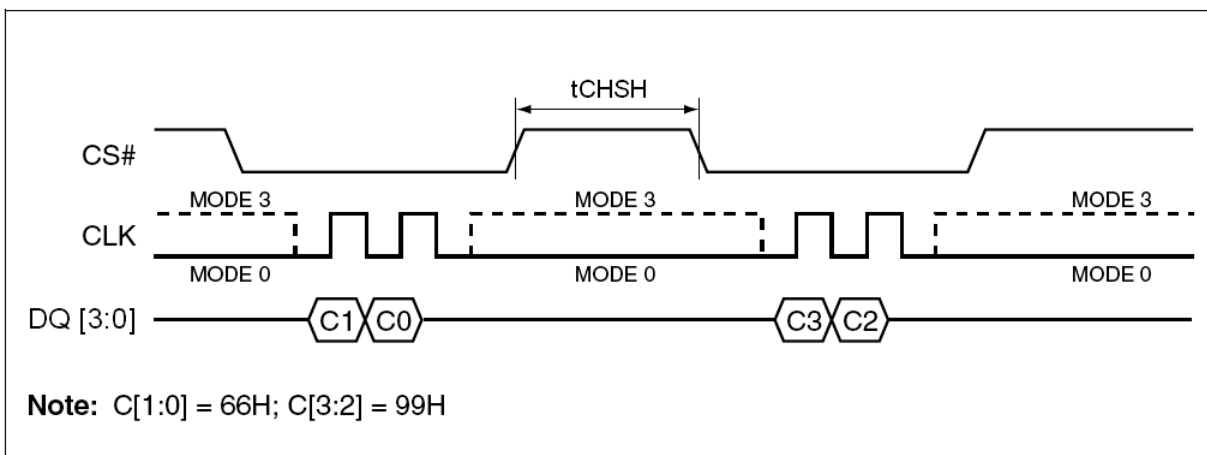 tCHSH
CS#
MODE 3 MODE 3 MODE 3
CLK
MODE 0 MODE 0 MODE 0
DQ [3:0] C1 C0 C3 C2
Note: C[1:0] = 66H; C[3:2] = 99H